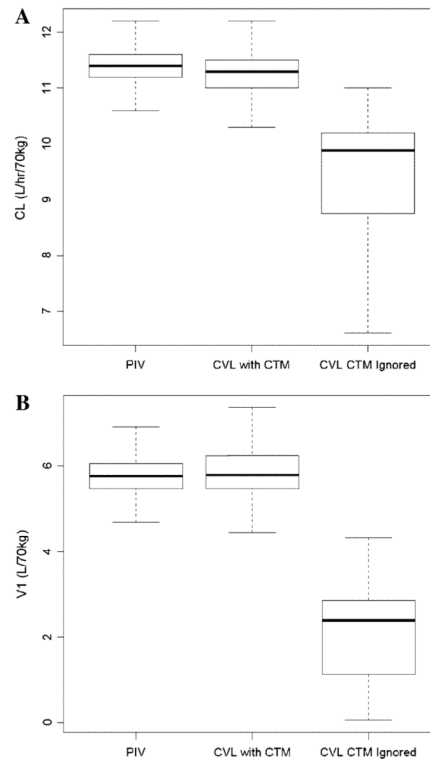 A
CL (L/hr/70kg)
12
11
10
9
8
7
PIV
CVL with CTM
CVL CTM Ignored
B
V1 (L/70kg)
6
4
2
0
PIV
CVL with CTM
CVL CTM Ignored